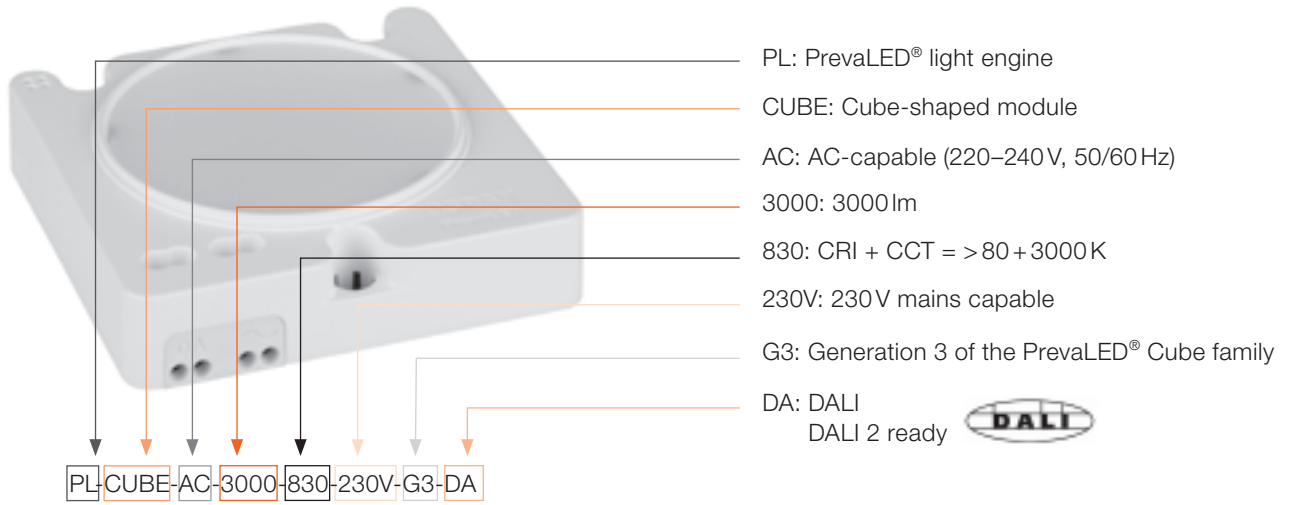 PL: PrevaLED® light engine
CUBE: Cube-shaped module
AC: AC-capable (220–240 V, 50/60 Hz)
3000: 3000 lm
830: CRI + CCT = > 80 + 3000 K
230V: 230 V mains capable
G3: Generation 3 of the PrevaLED® Cube family
DA: DALI
DALI 2 ready
DALI
PL-CUBE-AC-3000-830-230V-G3-DA